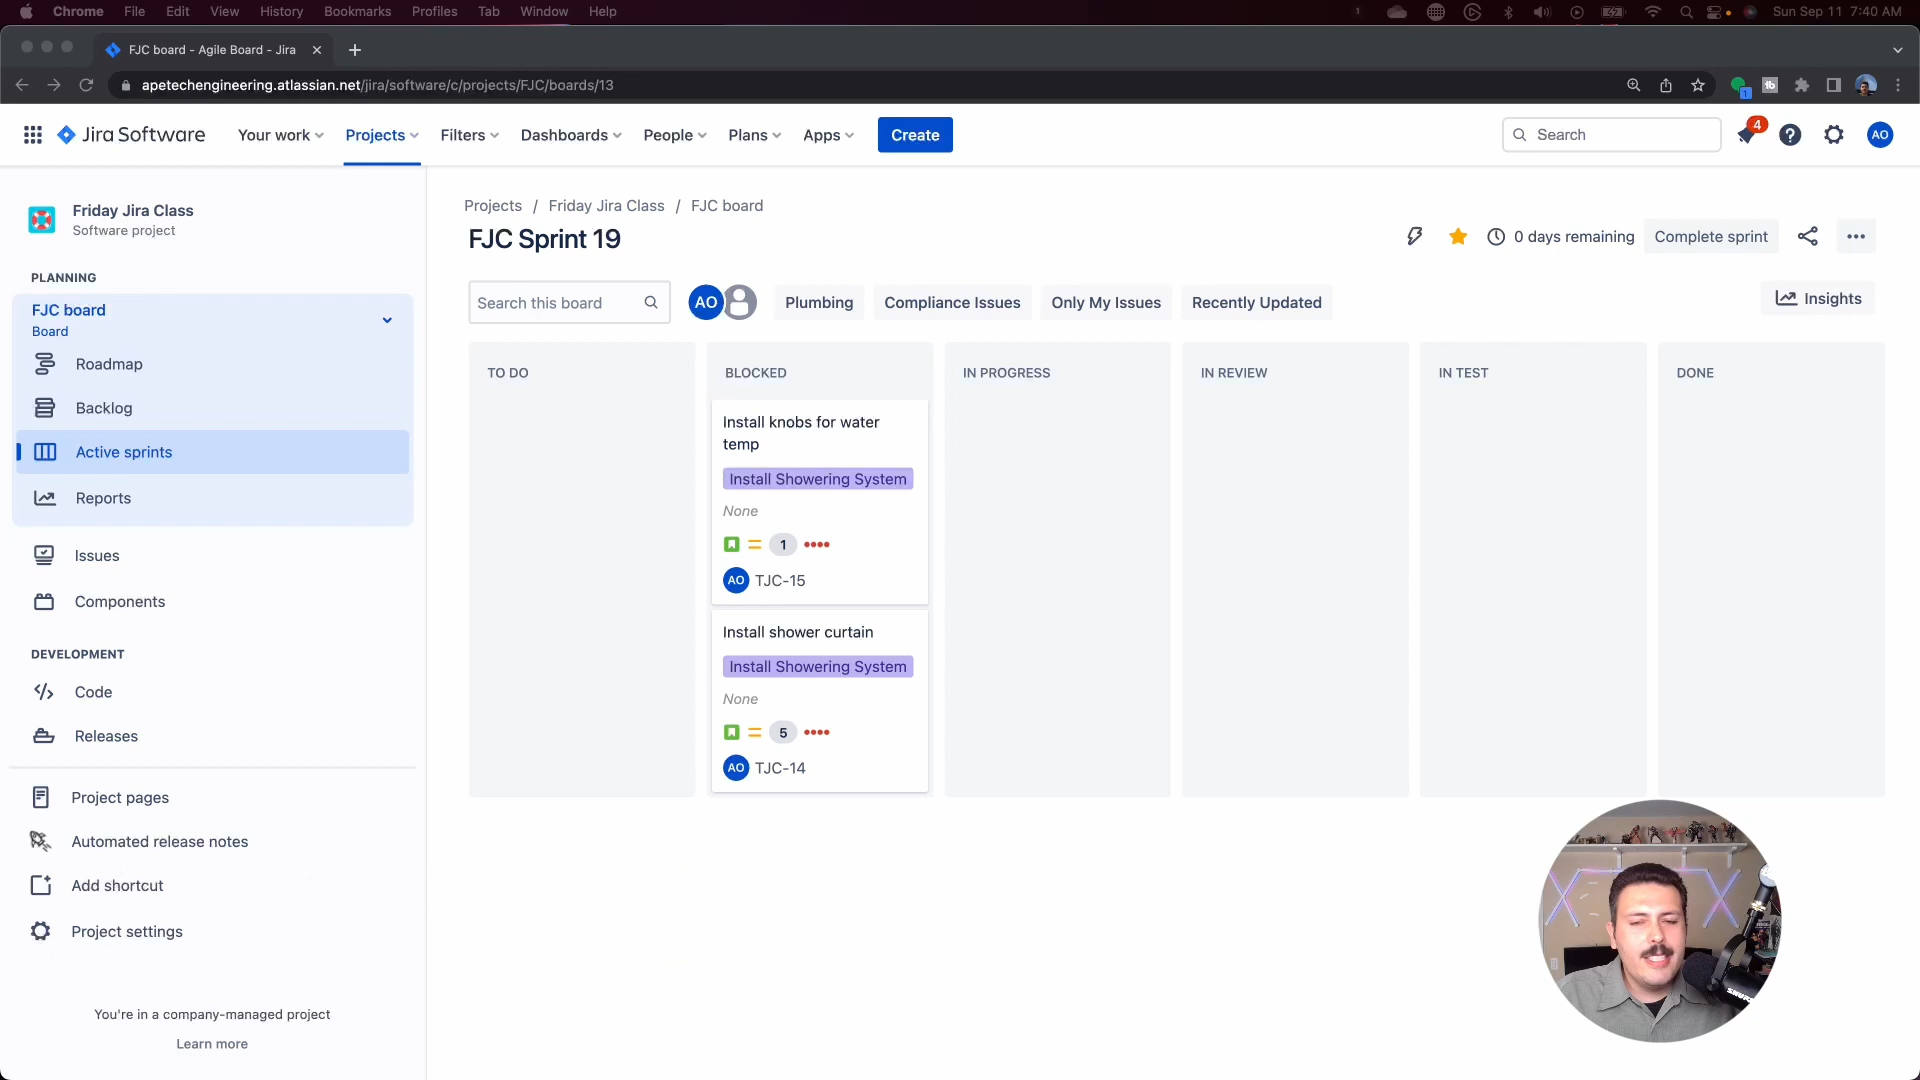 Chrome File Edit View History Bookmarks Profiles Tab Window Help
1
Sun Sep 11 7:40 AM
FJC board - Agile Board - Jira
apetechengineering.atlassian.net/jira/software/c/projects/FJC/boards/13
1
tb
Jira Software
Your work
Projects
Filters
Dashboards
People
Plans
Apps
Create
Search
4
AO
Friday Jira Class
Software project
PLANNING
FJC board
Board
Roadmap
Backlog
Active sprints
Reports
Issues
Components
DEVELOPMENT
Code
Releases
Project pages
Automated release notes
Add shortcut
Project settings
You're in a company-managed project
Learn more
Projects / Friday Jira Class / FJC board
FJC Sprint 19
0 days remaining
Complete sprint
Search this board
AO
Plumbing
Compliance Issues
Only My Issues
Recently Updated
Insights
TO DO
BLOCKED
IN PROGRESS
IN REVIEW
IN TEST
DONE
Install knobs for water
temp
Install Showering System
None
1
AO TJC-15
Install shower curtain
Install Showering System
None
5
AO TJC-14
SHURE